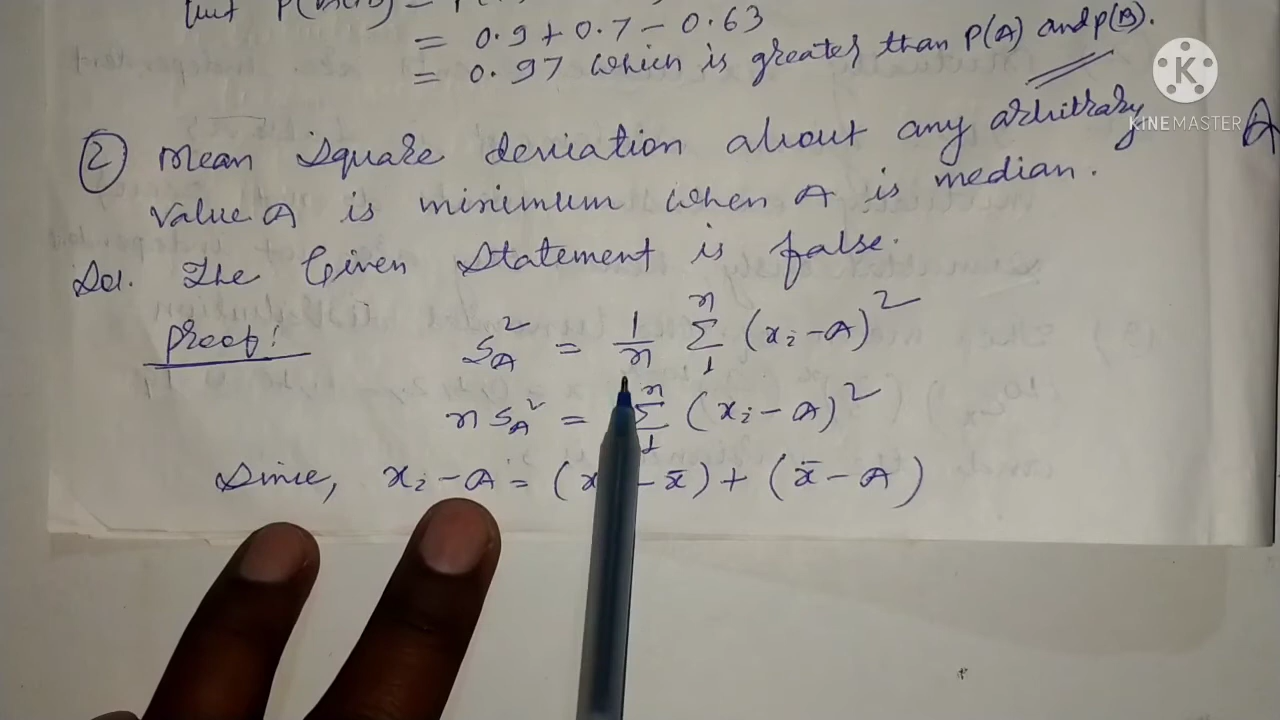 = 0.9 + 0.7 - 0.63
= 0.97 which is greater than P(A) and P(B).
K
KINEMASTER
② Mean Square deviation about any arbitrary A
Value A is minimum when A is median.
Sol. The Given Statement is false.
Proof:
S_A² = 1/n Σ₁ⁿ (xᵢ - A)²
n S_A² = Σ₁ⁿ (xᵢ - A)²
Since, xᵢ - A = (x - x̄) + (x̄ - A)